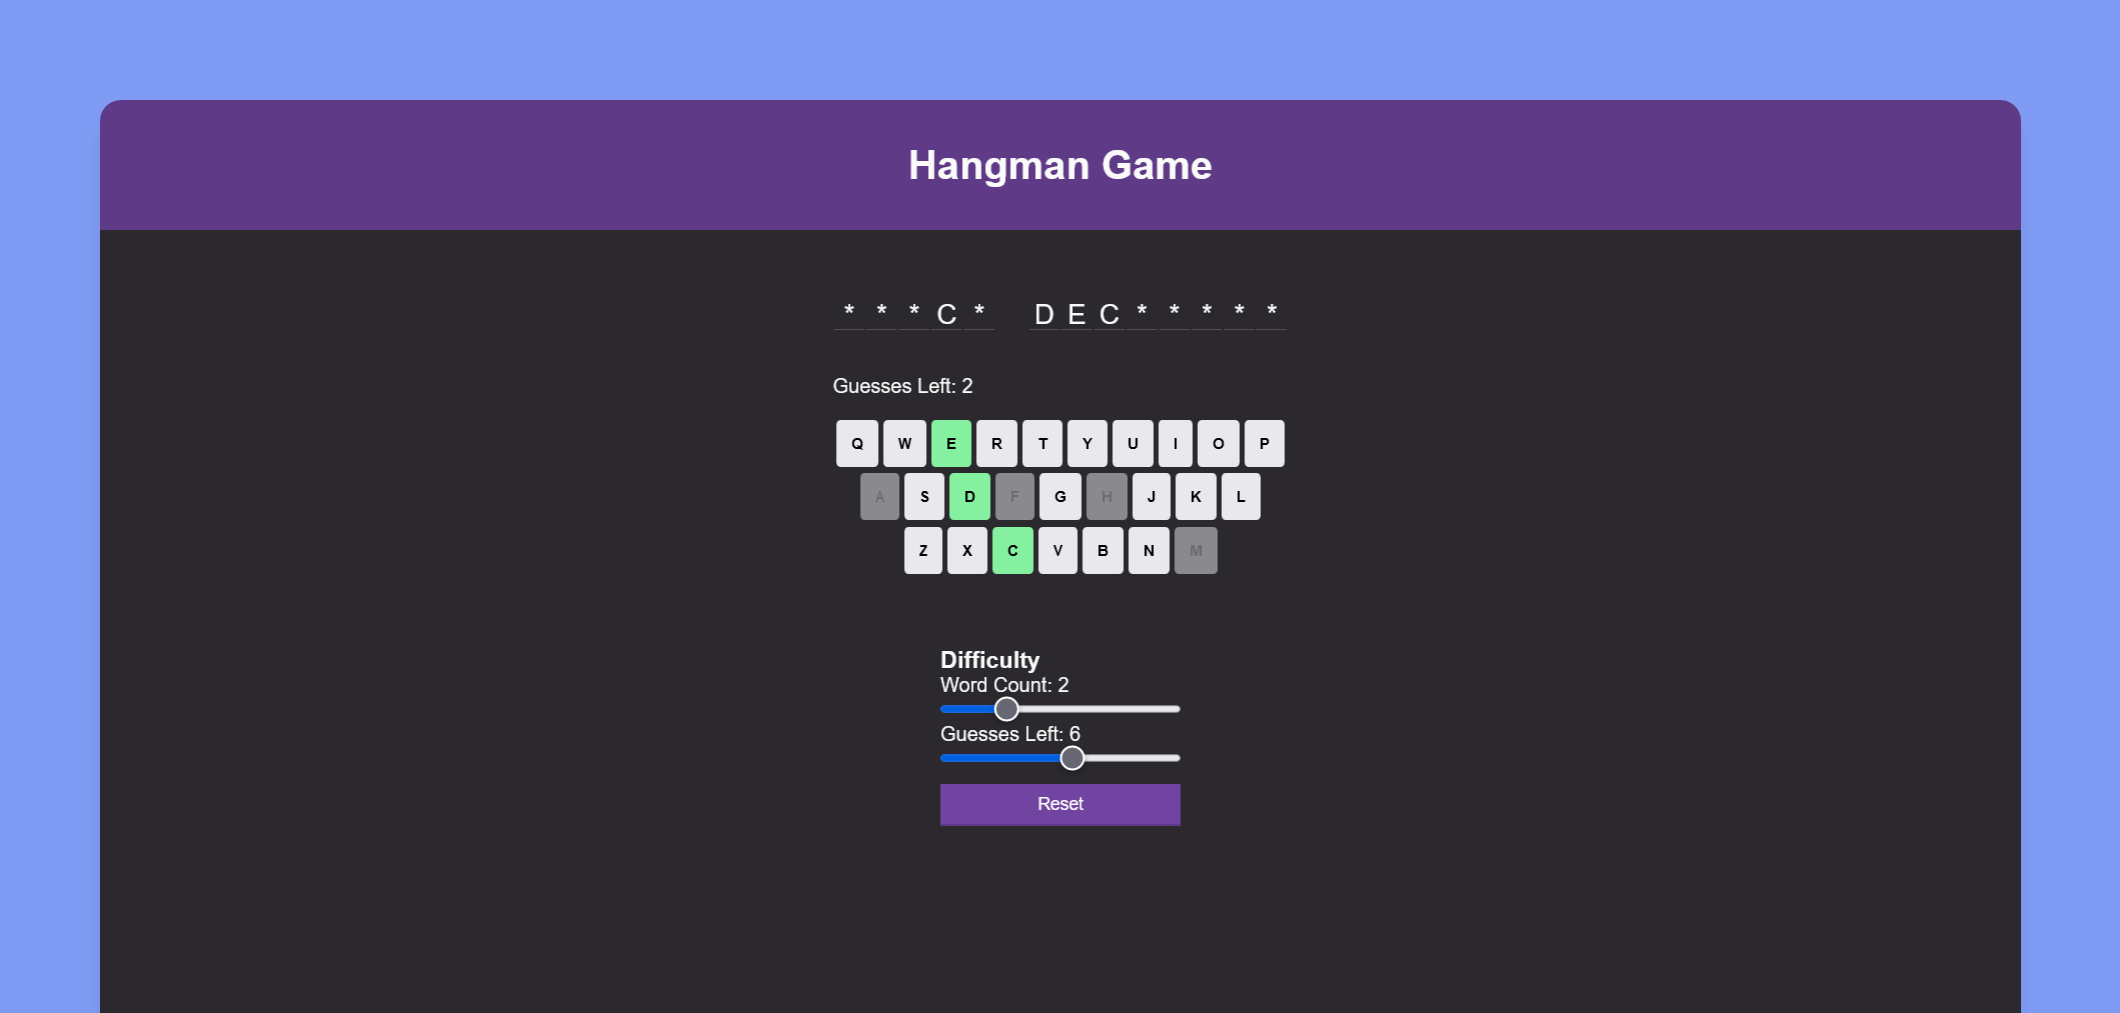 Hangman Game
* * * C * D E C * * * * *
Guesses Left: 2
Q W E R T Y U I O P
A S D F G H J K L
Z X C V B N M
Difficulty
Word Count: 2
Guesses Left: 6
Reset